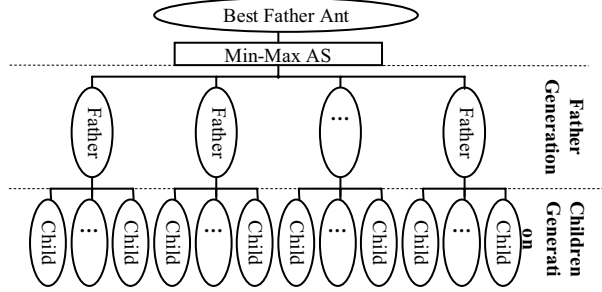 Best Father Ant
Min-Max AS
Father
Father
...
Father
Father
Generation
Child
...
Child
Child
...
Child
Child
...
Child
Child
...
Child
Children
Generati
on